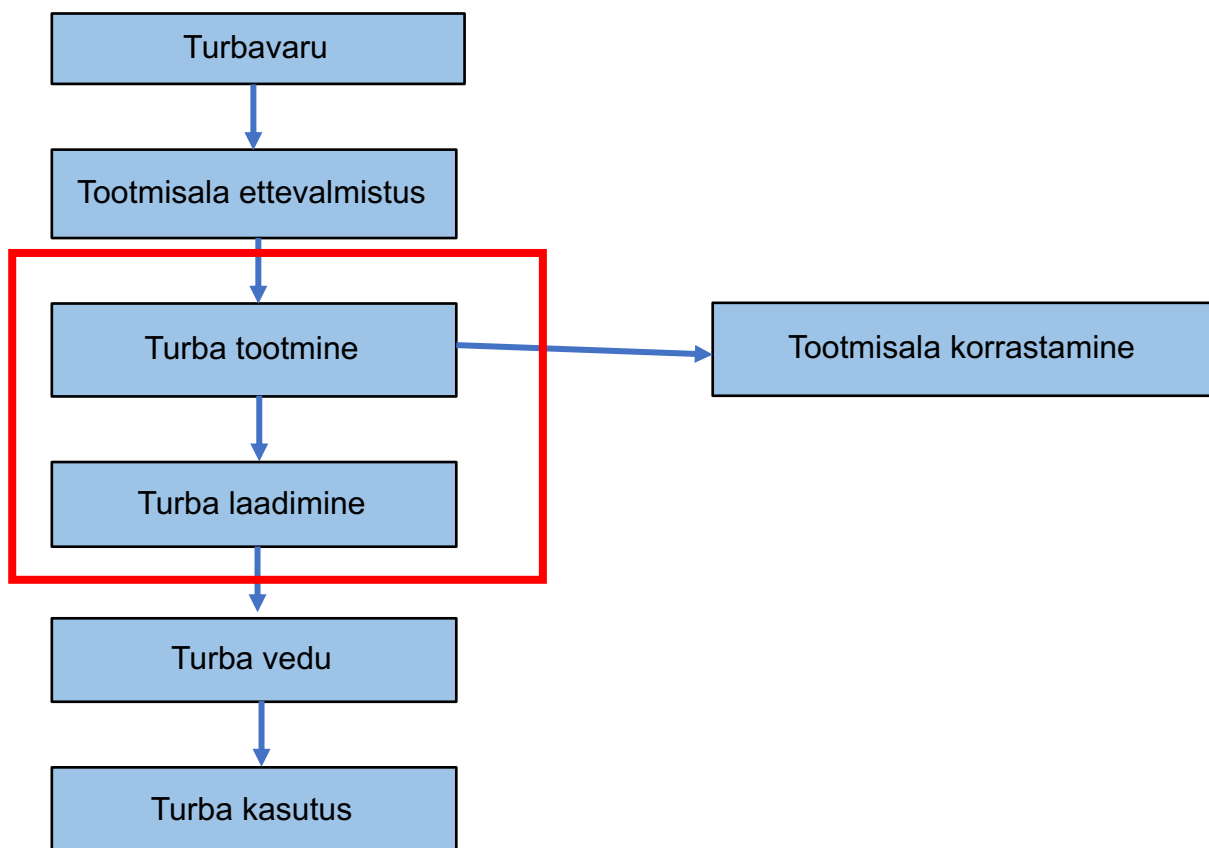 Turbavaru
Tootmisala ettevalmistus
Turba tootmine
Tootmisala korrastamine
Turba laadimine
Turba vedu
Turba kasutus